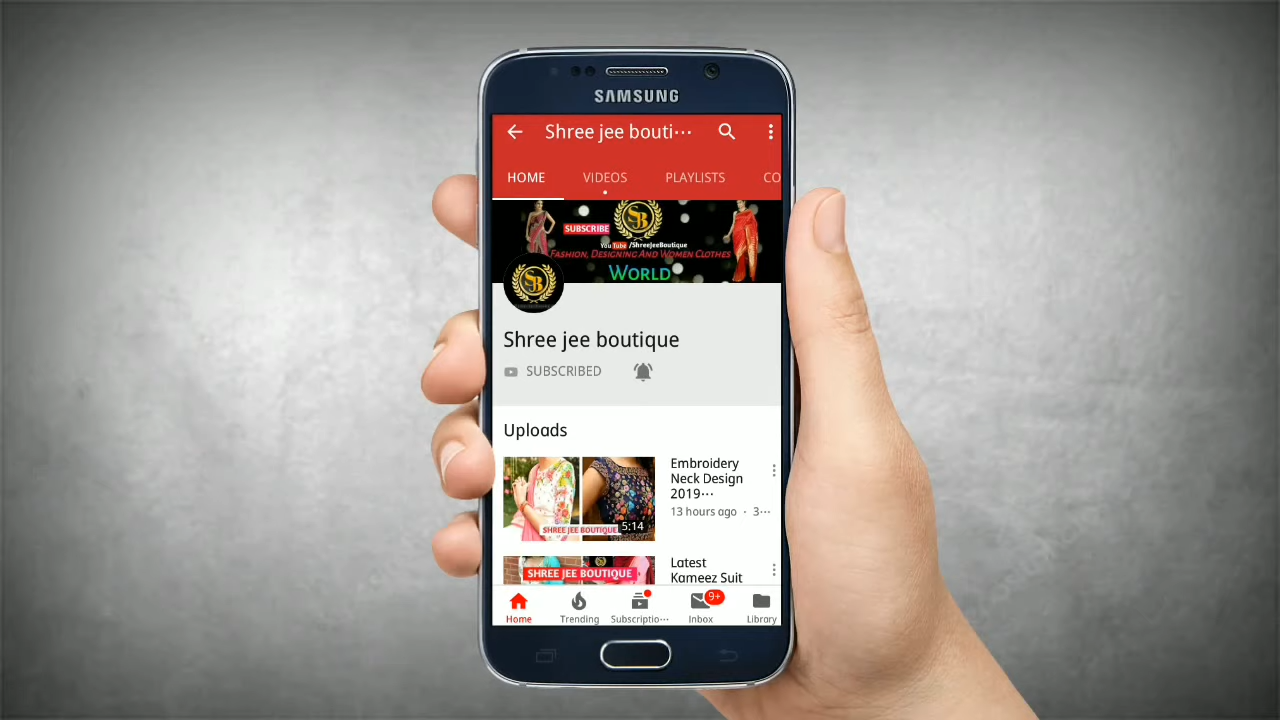 SAMSUNG
Shree jee bouti···
HOME VIDEOS PLAYLISTS CO
SB
SUBSCRIBE
You Tube /ShreeJeeBoutique
FASHION, DESIGNING AND WOMEN CLOTHES
WORLD
SB
Shree jee boutique
SUBSCRIBED
Uploads
Embroidery
Neck Design
2019···
13 hours ago · 3···
SHREE JEE BOUTIQUE 5:14
Latest
Kameez Suit
SHREE JEE BOUTIQUE
9+
Home Trending Subscriptio··· Inbox Library